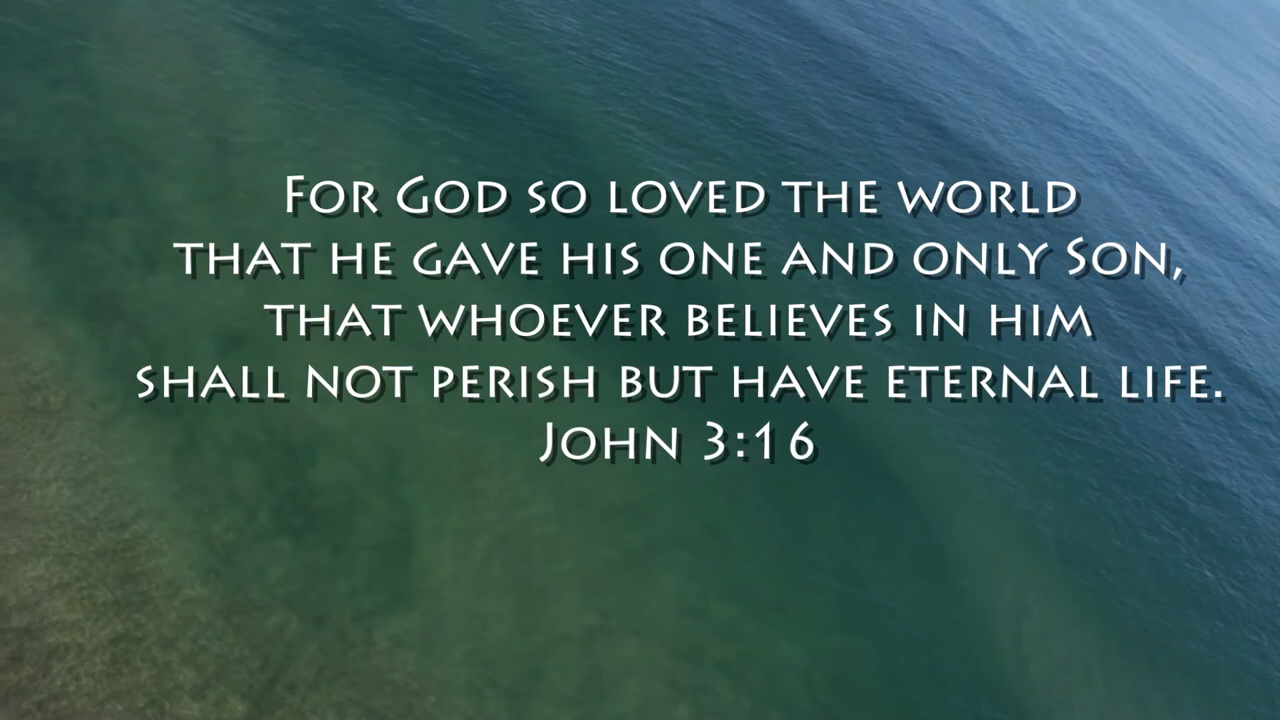 For God so loved the world
that he gave his one and only Son,
that whoever believes in him
shall not perish but have eternal life.
John 3:16